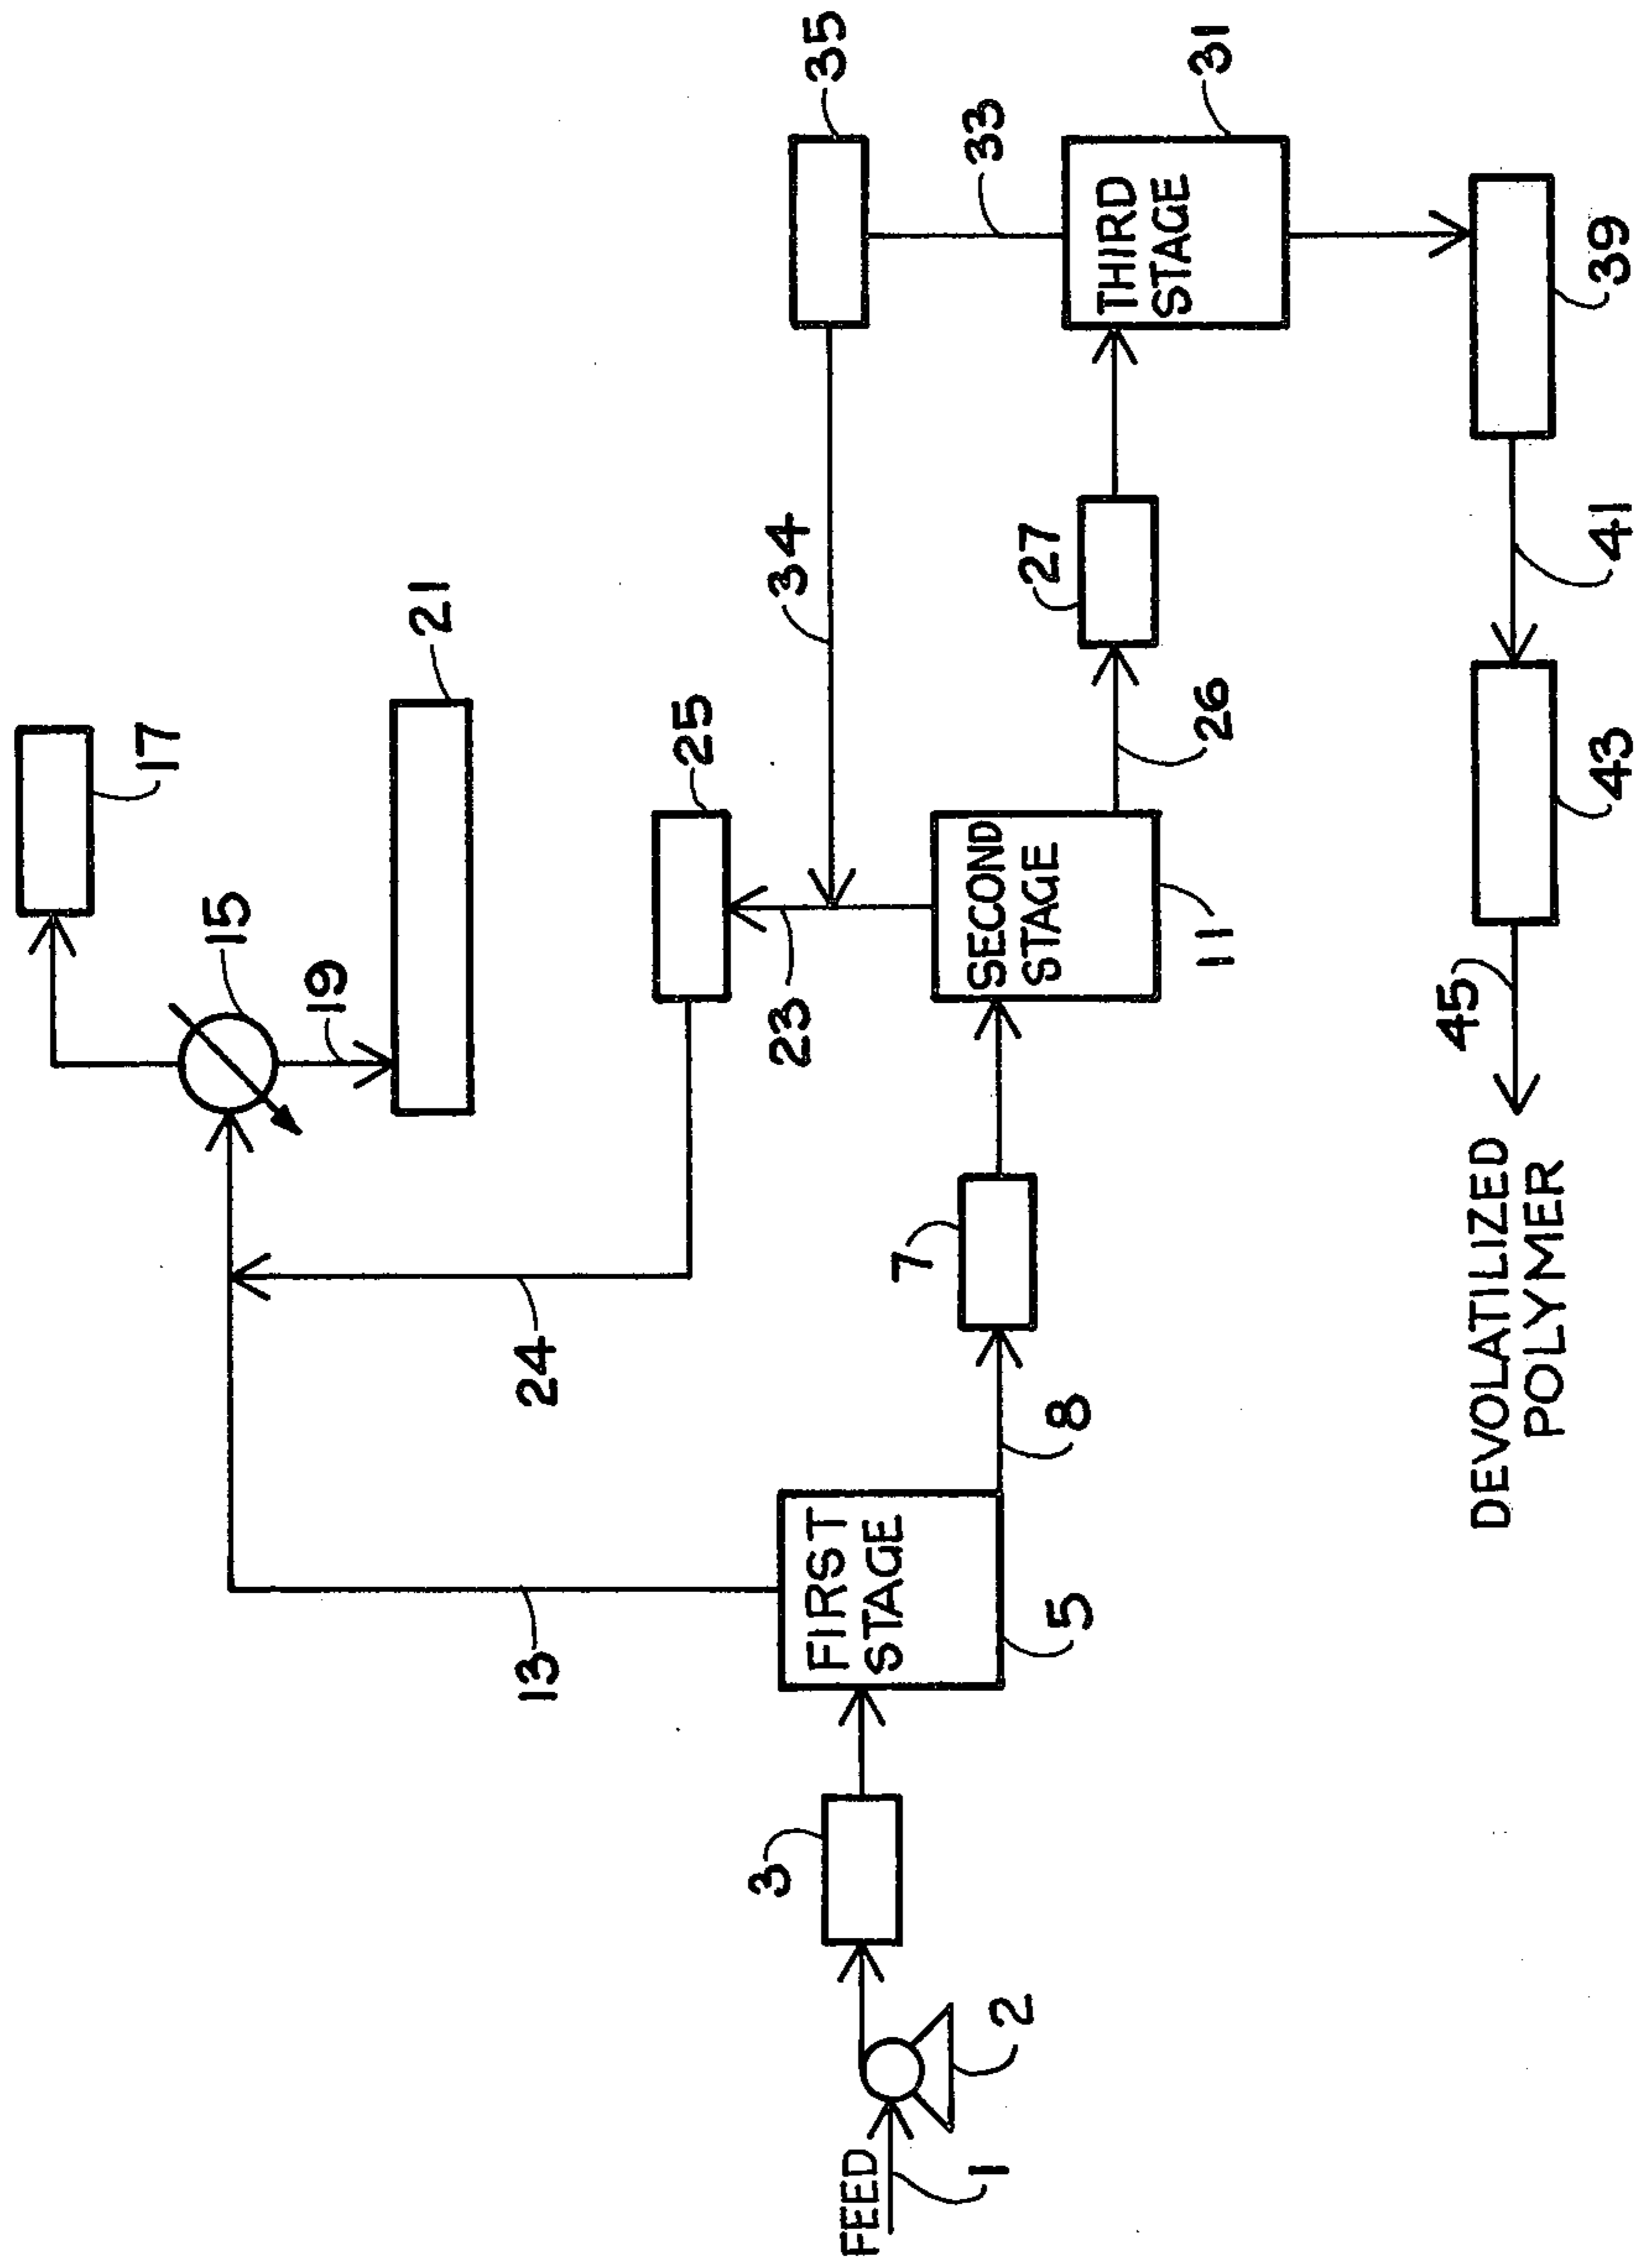 17
15
19
21
13
24
25
23
34
35
33
FIRST
STAGE
5
8
7
SECOND
STAGE
11
26
27
THIRD
STAGE
31
3
FEED
1
2
DEVOLATILIZED
POLYMER
45
43
41
39